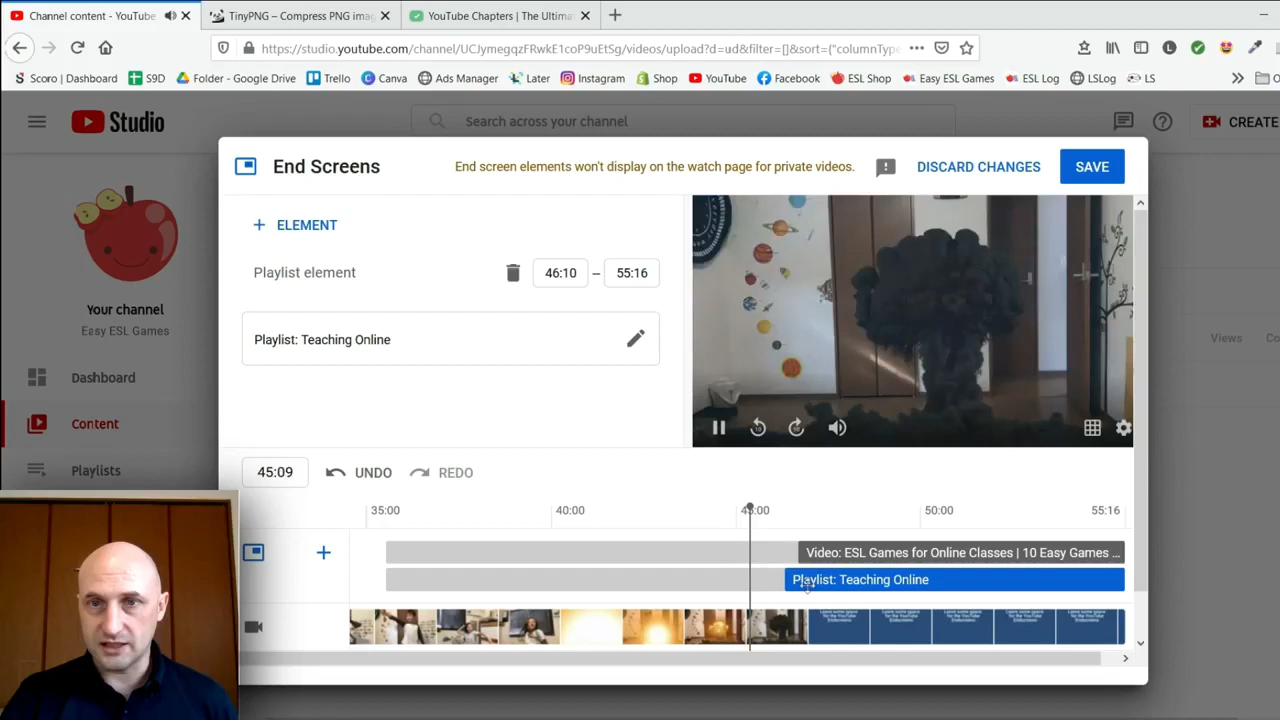 Channel content - YouTube
TinyPNG – Compress PNG imag
YouTube Chapters | The Ultima
https://studio.youtube.com/channel/UCJymegqzFRwkE1coP9uEtSg/videos/upload?d=ud&filter=[]&sort={"columnType
Scoro | Dashboard
S9D
Folder - Google Drive
Trello
Canva
Ads Manager
Later
Instagram
Shop
YouTube
Facebook
ESL Shop
Easy ESL Games
ESL Log
LSLog
LS
Studio
Search across your channel
CREATE
End Screens
End screen elements won't display on the watch page for private videos.
DISCARD CHANGES
SAVE
+ ELEMENT
Playlist element
46:10 – 55:16
Playlist: Teaching Online
Your channel
Easy ESL Games
Dashboard
Content
Playlists
Views
Co
45:09
UNDO
REDO
35:00
40:00
45:00
50:00
55:16
Video: ESL Games for Online Classes | 10 Easy Games ...
Playlist: Teaching Online